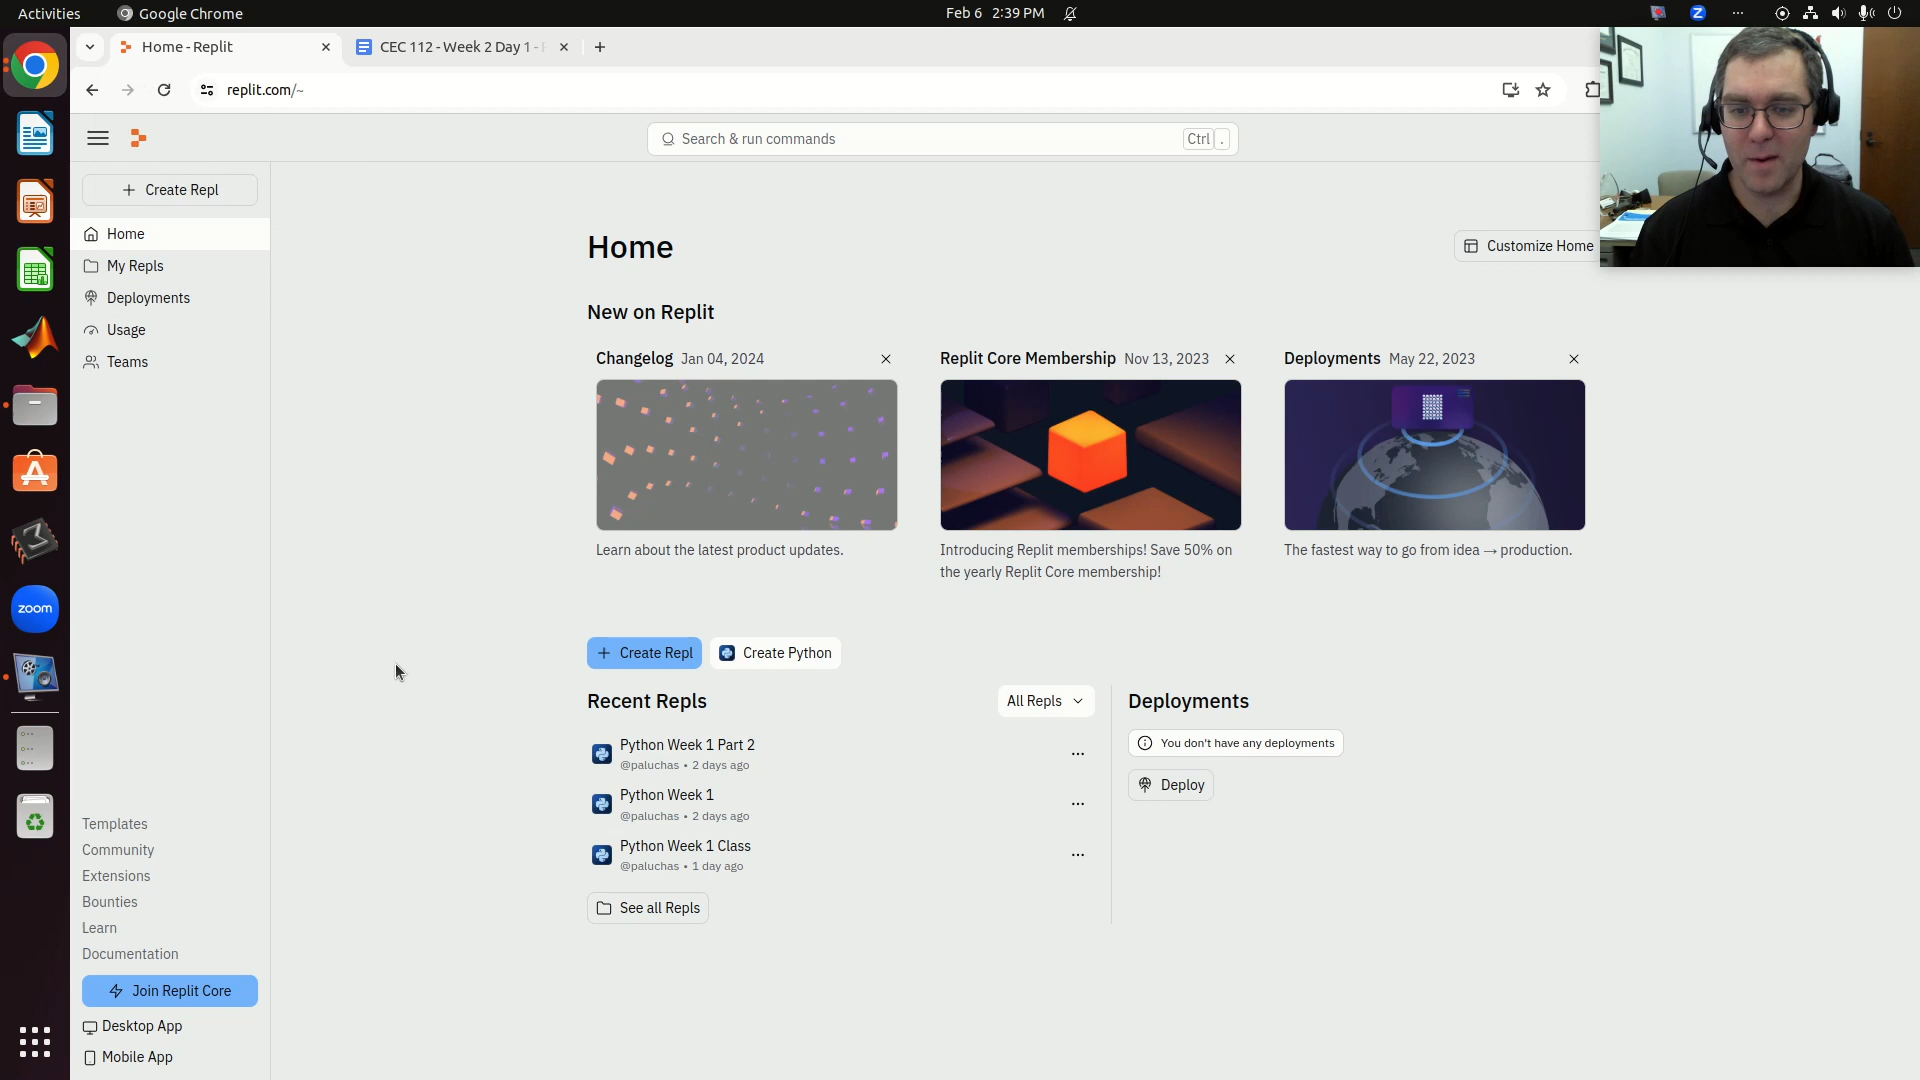 Activities
Google Chrome
Feb 6 2:39 PM
Home - Replit
CEC 112 - Week 2 Day 1 -
replit.com/~
Search & run commands
Ctrl .
Create Repl
Home
My Repls
Deployments
Usage
Teams
Home
Customize Home
New on Replit
Changelog Jan 04, 2024
Replit Core Membership Nov 13, 2023
Deployments May 22, 2023
Learn about the latest product updates.
Introducing Replit memberships! Save 50% on
the yearly Replit Core membership!
The fastest way to go from idea → production.
Create Repl
Create Python
Recent Repls
All Repls
Python Week 1 Part 2
@paluchas • 2 days ago
Python Week 1
@paluchas • 2 days ago
Python Week 1 Class
@paluchas • 1 day ago
See all Repls
Deployments
You don't have any deployments
Deploy
Templates
Community
Extensions
Bounties
Learn
Documentation
Join Replit Core
Desktop App
Mobile App
zoom